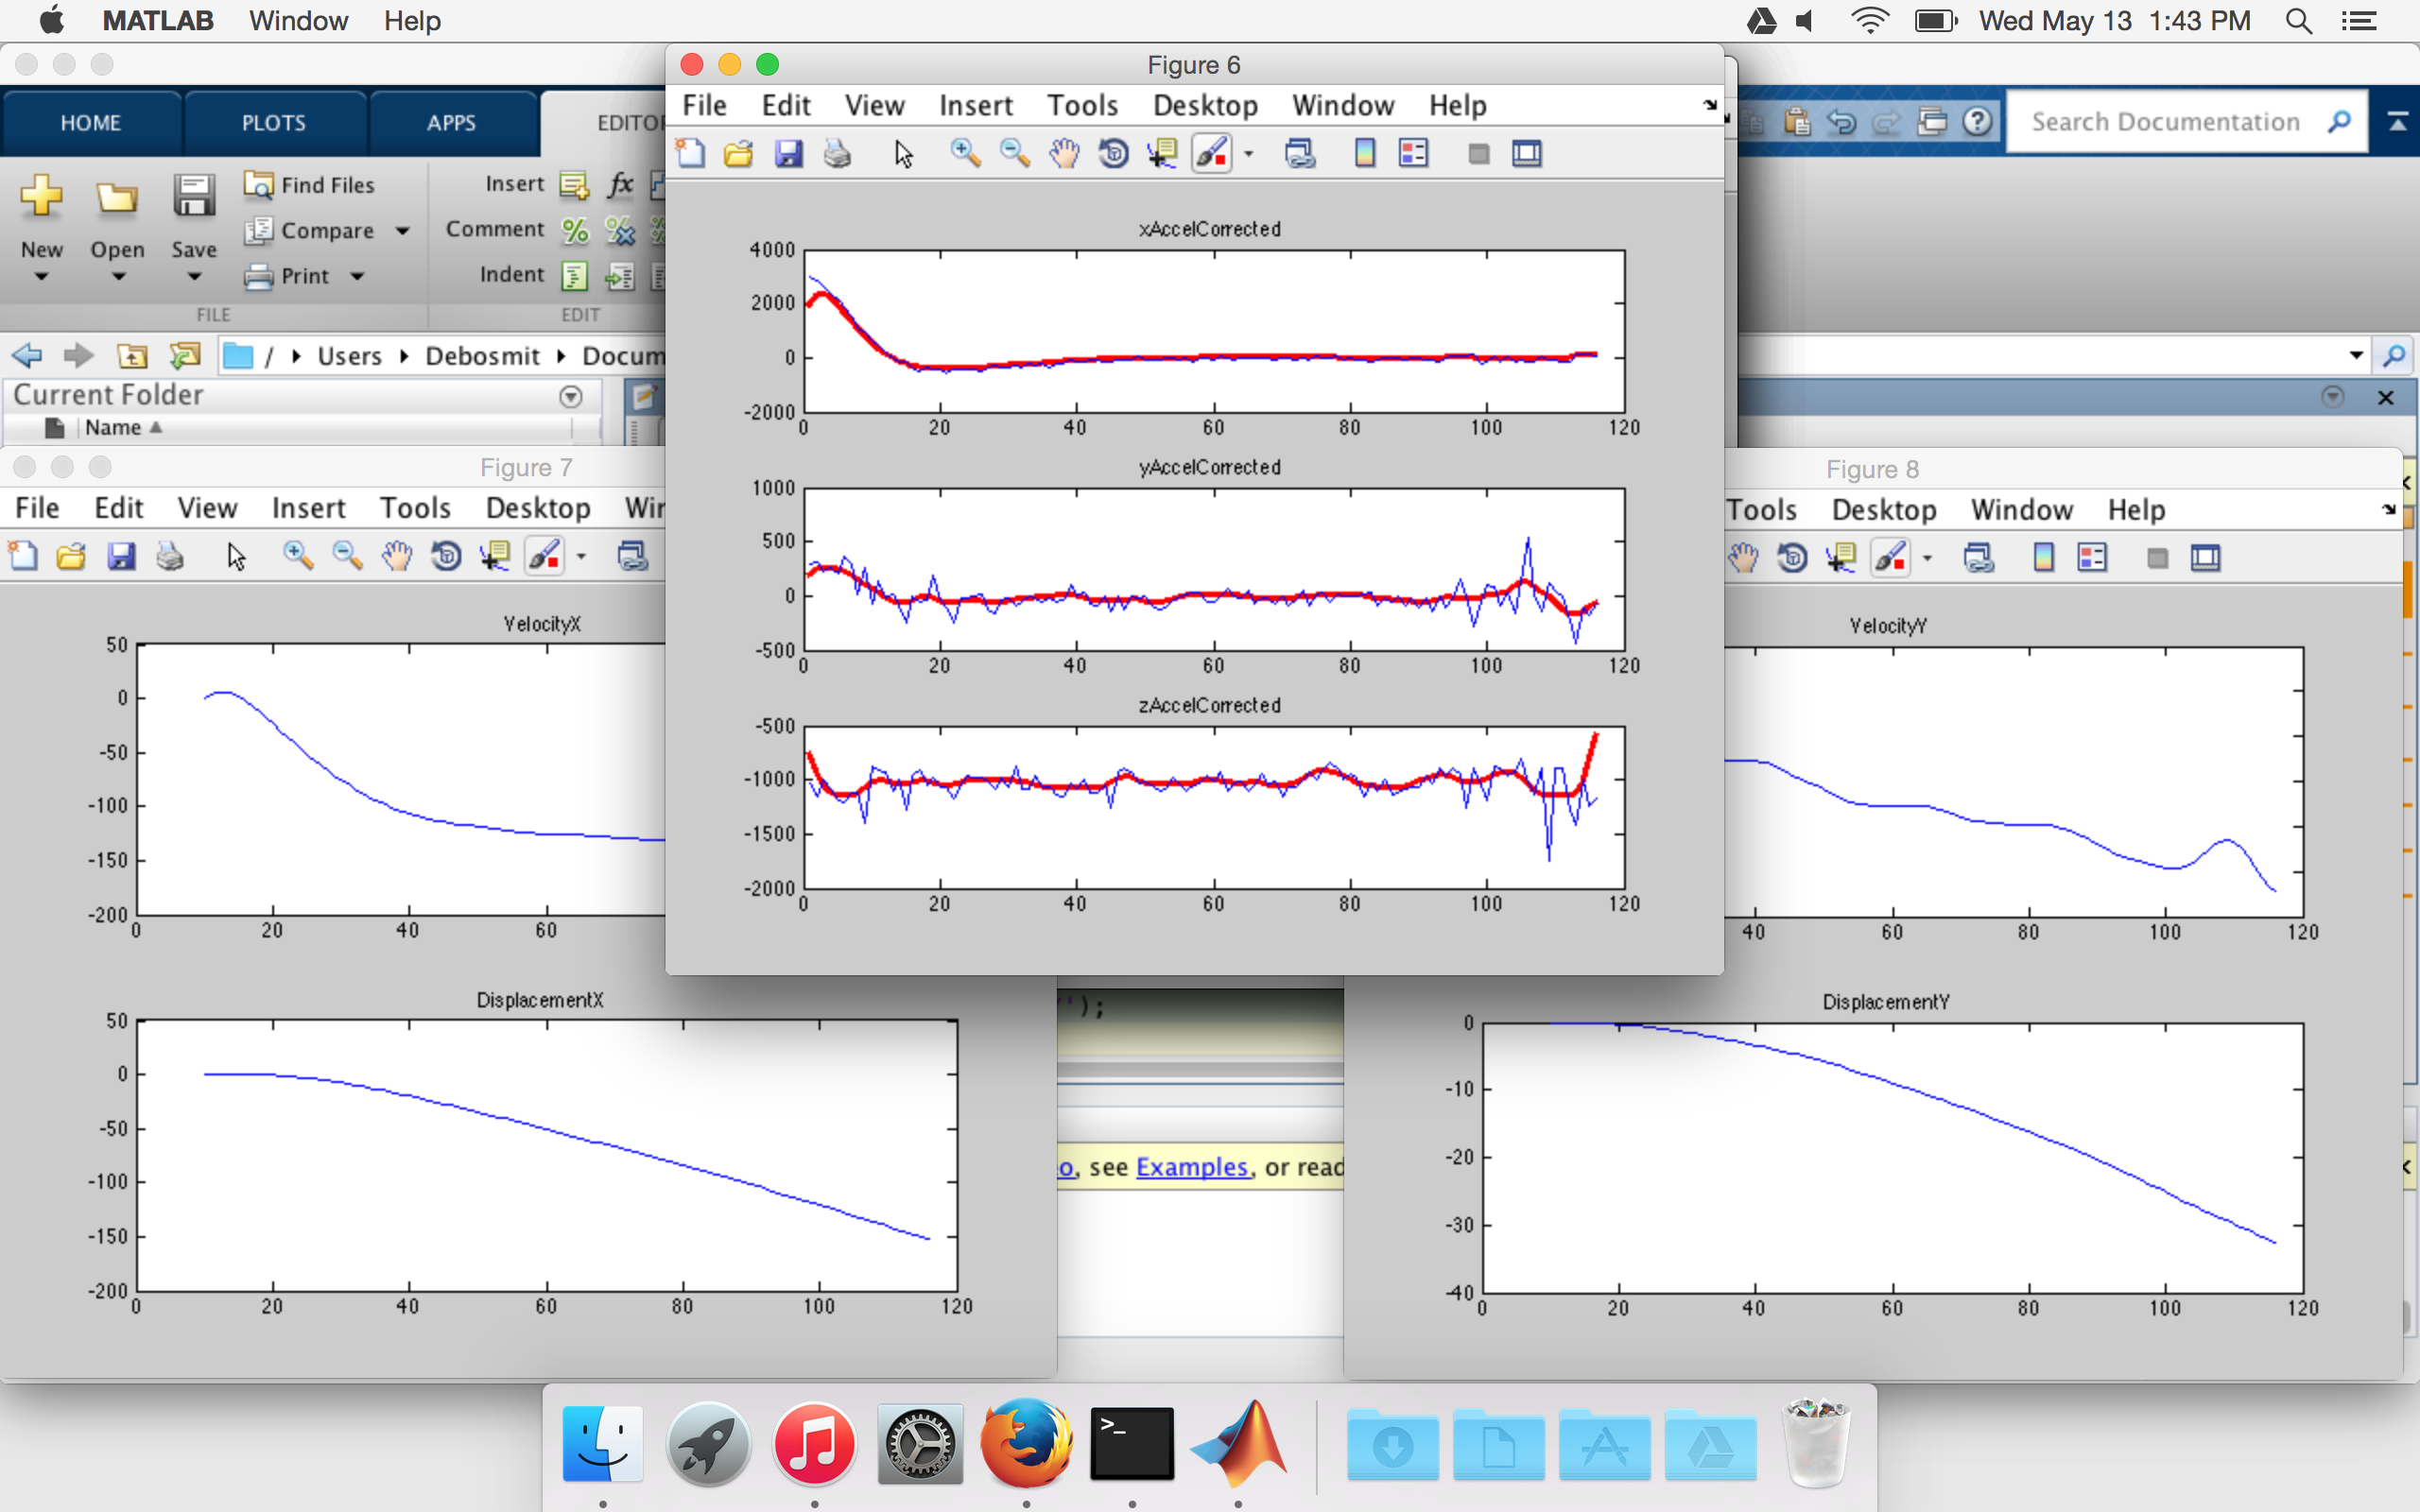 MATLAB Window Help Wed May 13 1:43 PM
Figure 6
File Edit View Insert Tools Desktop Window Help
HOME PLOTS APPS EDITOR
Search Documentation
Find Files
Compare
Print
New Open Save
Insert fx
Comment
Indent
FILE EDIT
/ Users Debosmit Docum
Current Folder
Name
xAccelCorrected
4000
2000
0
-2000
0 20 40 60 80 100 120
yAccelCorrected
1000
500
0
-500
0 20 40 60 80 100 120
zAccelCorrected
-500
-1000
-1500
-2000
0 20 40 60 80 100 120
Figure 7
File Edit View Insert Tools Desktop Wir
VelocityX
50
0
-50
-100
-150
-200
0 20 40 60
DisplacementX
50
0
-50
-100
-150
-200
0 20 40 60 80 100 120
Figure 8
Tools Desktop Window Help
VelocityY
40 60 80 100 120
DisplacementY
0
-10
-20
-30
-40
0 20 40 60 80 100 120
');
o, see Examples, or read
>_